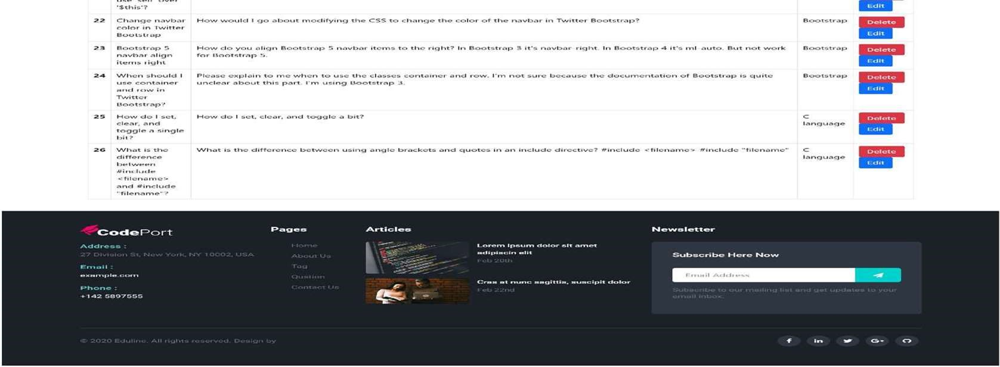 use 'self' over
'$this'?
Edit
22 Change navbar color in Twitter Bootstrap How would I go about modifying the CSS to change the color of the navbar in Twitter Bootstrap? Bootstrap Delete Edit
23 Bootstrap 5 navbar align items right How do you align Bootstrap 5 navbar items to the right? In Bootstrap 3 it's navbar-right. In Bootstrap 4 it's ml-auto. But not work for Bootstrap 5. Bootstrap Delete Edit
24 When should I use container and row in Twitter Bootstrap? Please explain to me when to use the classes container and row. I'm not sure because the documentation of Bootstrap is quite unclear about this part. I'm using Bootstrap 3. Bootstrap Delete Edit
25 How do I set, clear, and toggle a single bit? How do I set, clear, and toggle a bit? C language Delete Edit
26 What is the difference between #include <filename> and #include "filename"? What is the difference between using angle brackets and quotes in an include directive? #include <filename> #include "filename" C language Delete Edit
CodePort
Address :
27 Division St, New York, NY 10002, USA
Email :
example.com
Phone :
+142 5897555
Pages
Home
About Us
Tag
Qustion
Contact Us
Articles
Lorem ipsum dolor sit amet
adipiscin elit
Feb 20th
Cras at nunc sagittis, suscipit dolor
Feb 22nd
Newsletter
Subscribe Here Now
Email Address
Subscribe to our mailing list and get updates to your
email inbox.
© 2020 Eduline. All rights reserved. Design by